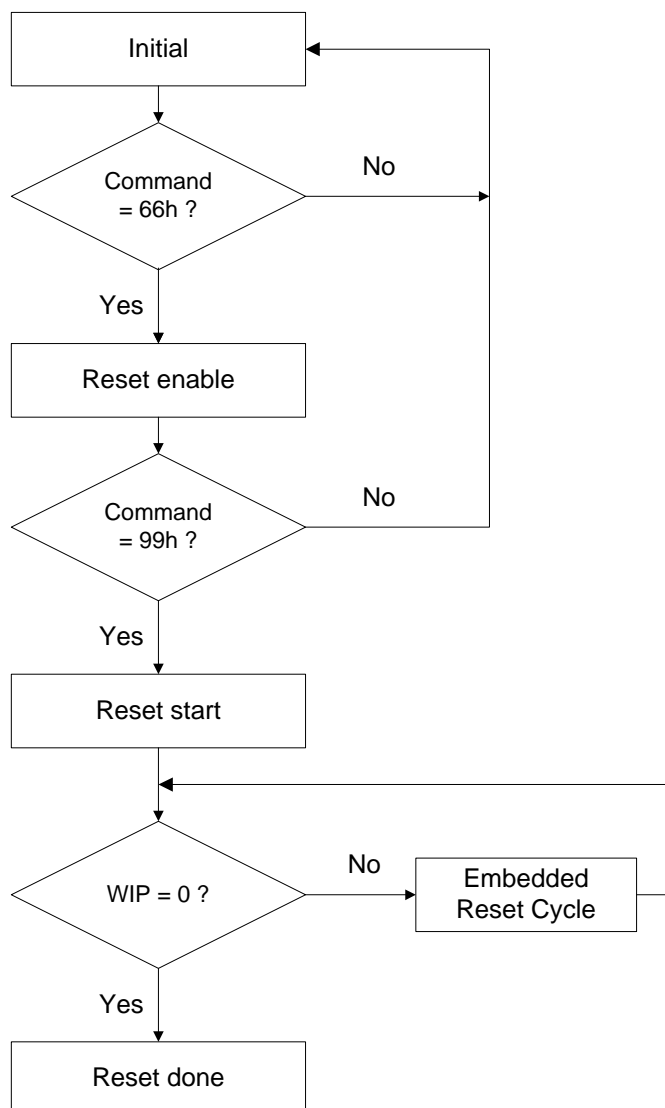 Initial
Command
= 66h ?
No
Yes
Reset enable
Command
= 99h ?
No
Yes
Reset start
WIP = 0 ?
No
Embedded
Reset Cycle
Yes
Reset done